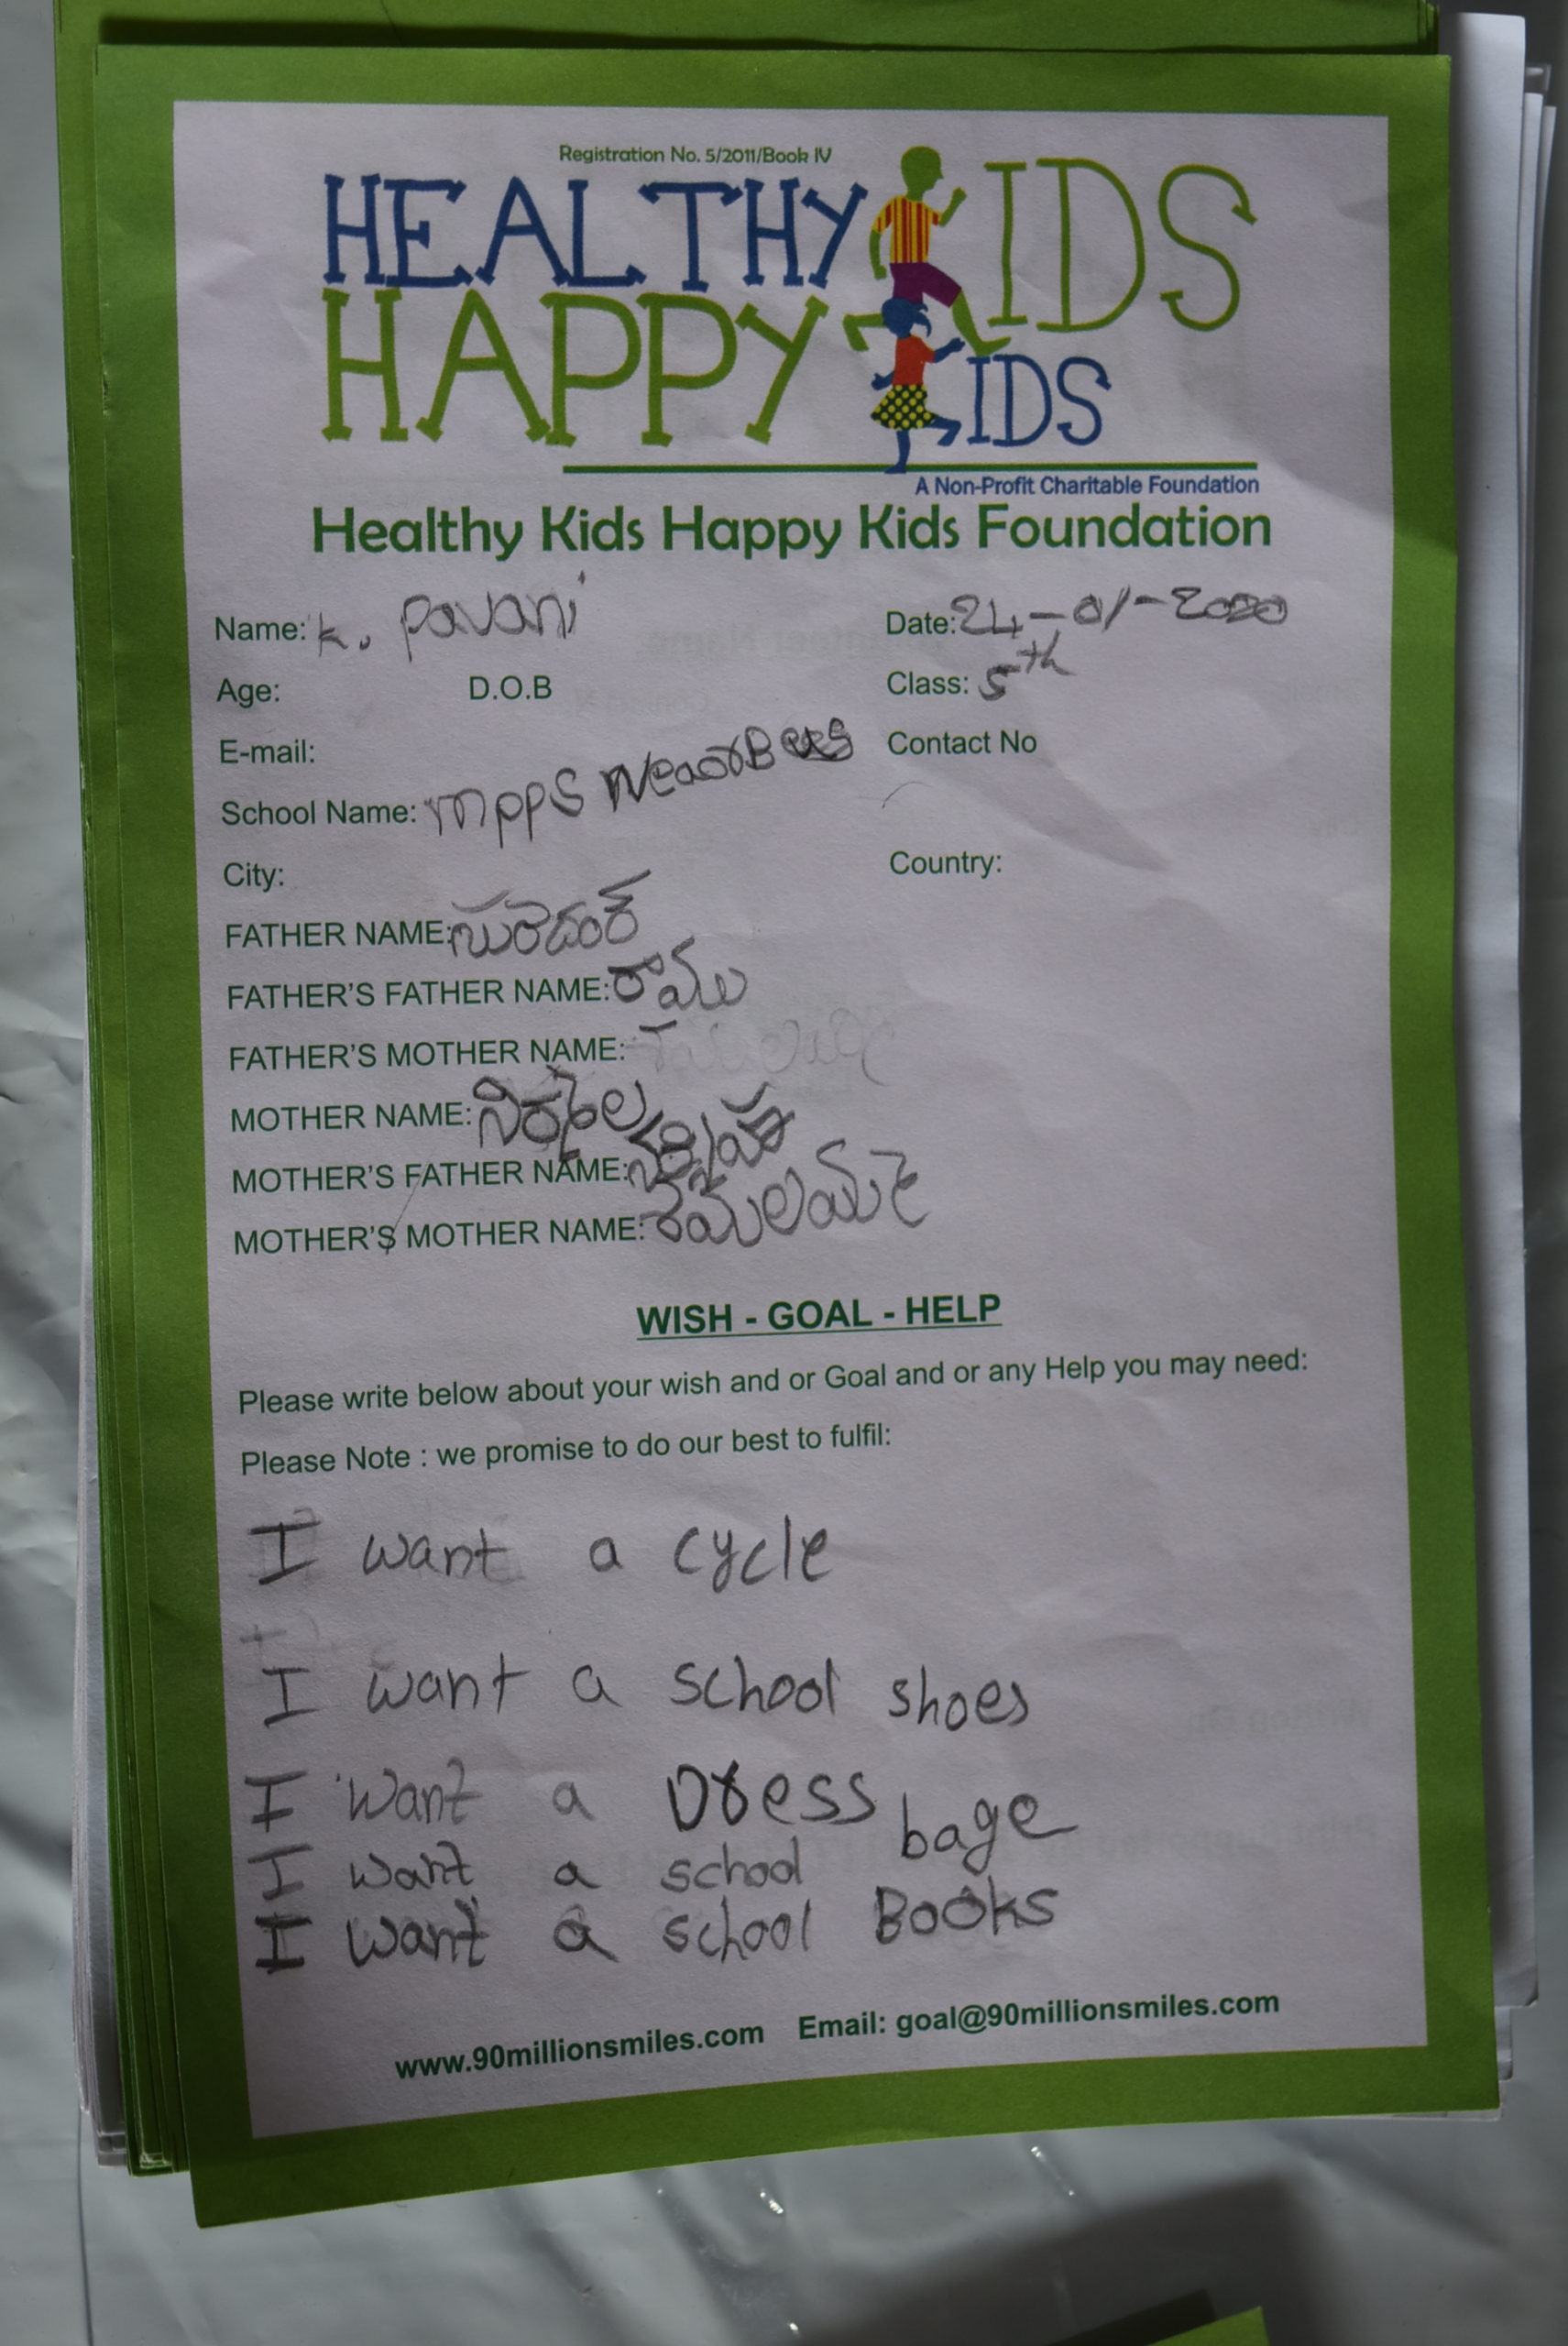 Registration No. 5/2011/Book IV
HEALTHY KIDS
HAPPY KIDS
A Non-Profit Charitable Foundation
Healthy Kids Happy Kids Foundation
Name: K. Pavani Date: 24-01-2020
Age: D.O.B Class: 5th
E-mail: Contact No
School Name: MPPS NearBus
City: Country:
FATHER NAME:
FATHER'S FATHER NAME: రాము
FATHER'S MOTHER NAME:
MOTHER NAME:
MOTHER'S FATHER NAME:
MOTHER'S MOTHER NAME:
WISH - GOAL - HELP
Please write below about your wish and or Goal and or any Help you may need:
Please Note : we promise to do our best to fulfil:
I want a cycle
I want a school shoes
I want a Dress
I want a school bage
I want a school Books
www.90millionsmiles.com Email: goal@90millionsmiles.com